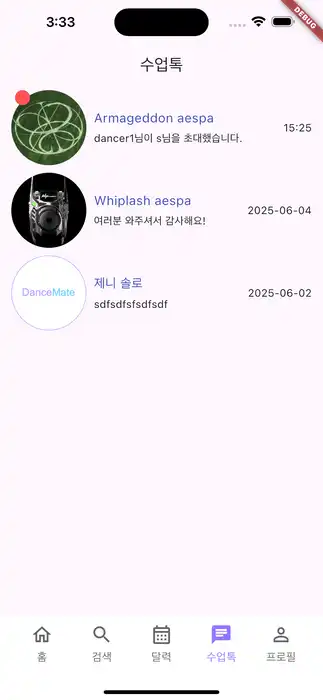 3:33
DEBUG
수업톡
Armageddon aespa
dancer1님이 s님을 초대했습니다.
15:25
Whiplash aespa
여러분 와주셔서 감사해요!
2025-06-04
제니 솔로
DanceMate
sdfsdfsfsdfsdf
2025-06-02
홈
검색
달력
수업톡
프로필